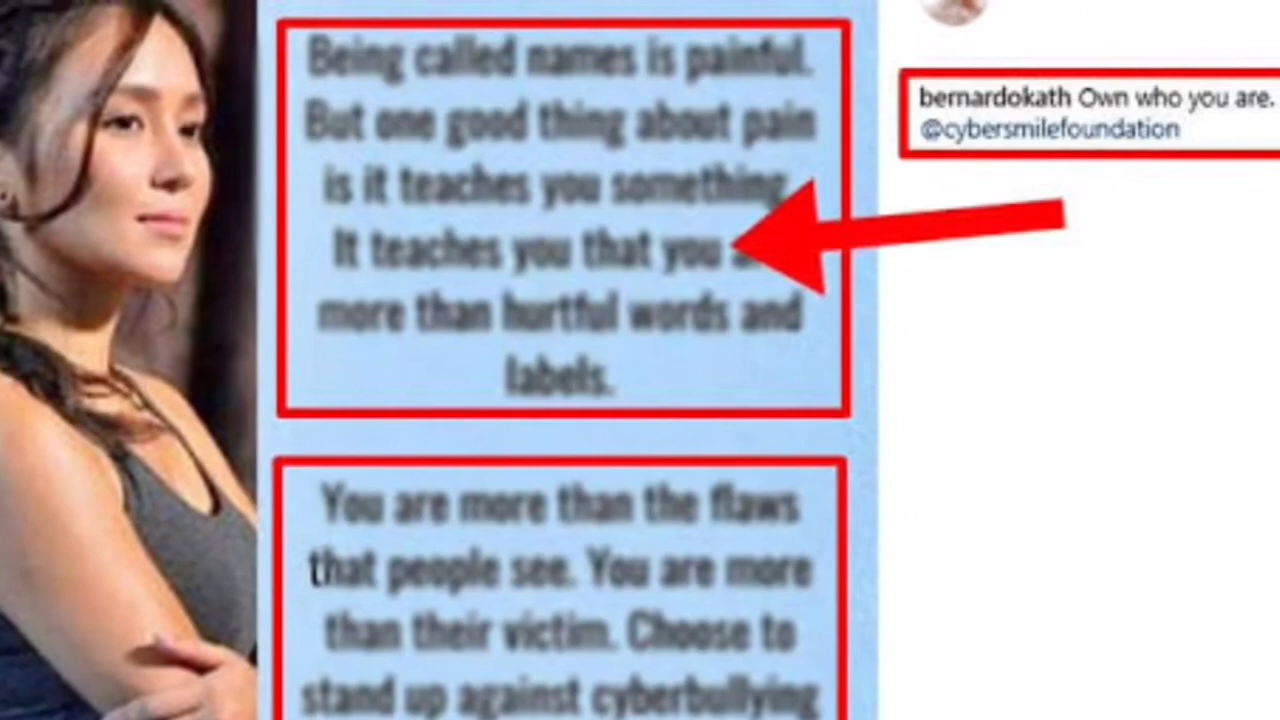 Being called names is painful.
But one good thing about pain
is it teaches you something.
It teaches you that you
more than hurtful words and
labels.
You are more than the flaws
that people see. You are more
than their victim. Choose to
stand up against cyberbullying
bernardokath Own who you are.
@cybersmilefoundation